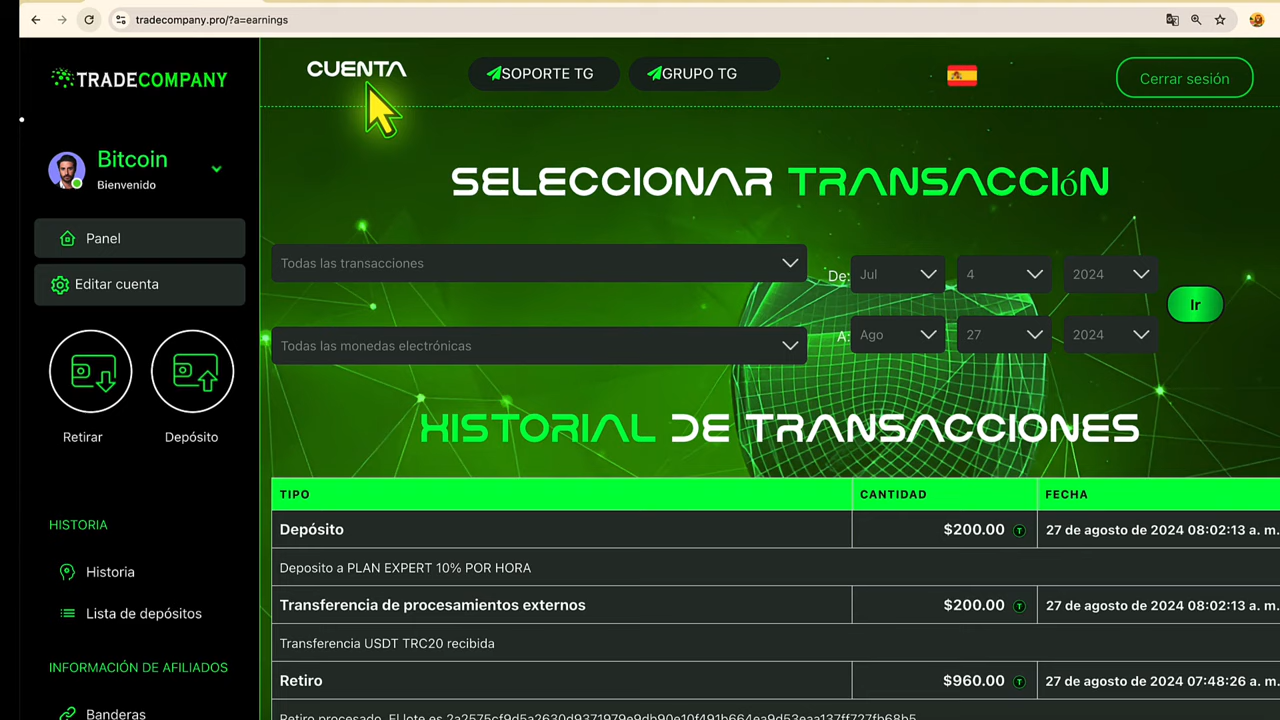 tradecompany.pro/?a=earnings
TRADECOMPANY
CUENTA
SOPORTE TG
GRUPO TG
Cerrar sesión
Bitcoin
Bienvenido
Panel
Editar cuenta
Retirar
Depósito
HISTORIA
Historia
Lista de depósitos
INFORMACIÓN DE AFILIADOS
Banderas
SELECCIONAR TRANSACCIóN
Todas las transacciones
De: Jul 4 2024
Ir
Todas las monedas electrónicas
A: Ago 27 2024
HISTORIAL DE TRANSACCIONES
TIPO CANTIDAD FECHA
Depósito $200.00 27 de agosto de 2024 08:02:13 a. m.
Deposito a PLAN EXPERT 10% POR HORA
Transferencia de procesamientos externos $200.00 27 de agosto de 2024 08:02:13 a. m.
Transferencia USDT TRC20 recibida
Retiro $960.00 27 de agosto de 2024 07:48:26 a. m.
Retiro procesado. El lote es